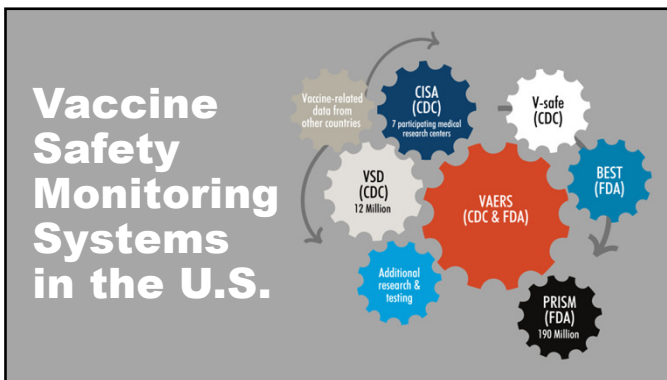 Vaccine
Safety
Monitoring
Systems
in the U.S.
Vaccine-related
data from
other countries
CISA
(CDC)
7 participating medical
research centers
V-safe
(CDC)
VSD
(CDC)
12 Million
VAERS
(CDC & FDA)
BEST
(FDA)
Additional
research &
testing
PRISM
(FDA)
190 Million